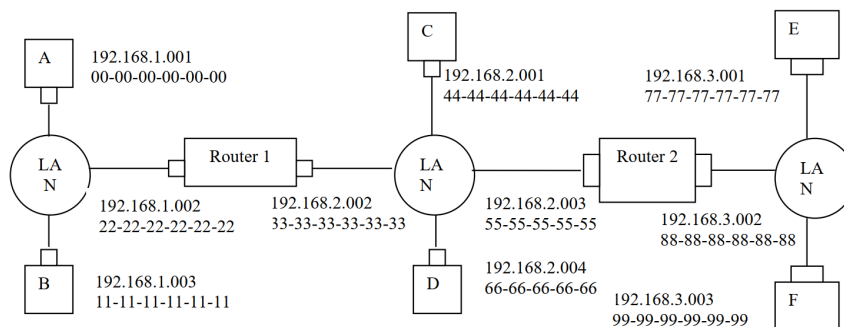 A
192.168.1.001
00-00-00-00-00-00
C
192.168.2.001
44-44-44-44-44-44
E
192.168.3.001
77-77-77-77-77-77
LA
N
Router 1
LA
N
Router 2
LA
N
192.168.1.002
22-22-22-22-22-22
192.168.2.002
33-33-33-33-33-33
192.168.2.003
55-55-55-55-55
192.168.3.002
88-88-88-88-88-88
B
192.168.1.003
11-11-11-11-11-11
D
192.168.2.004
66-66-66-66-66
192.168.3.003
99-99-99-99-99-99
F